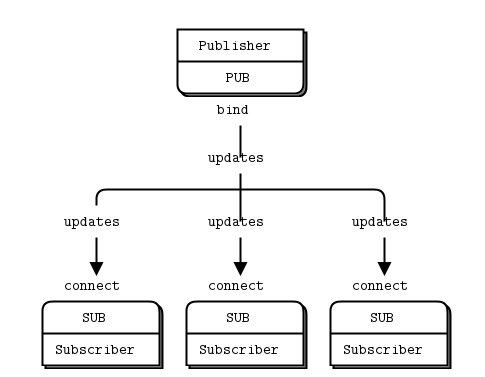 Publisher
PUB
bind
updates
updates updates updates
connect connect connect
SUB SUB SUB
Subscriber Subscriber Subscriber